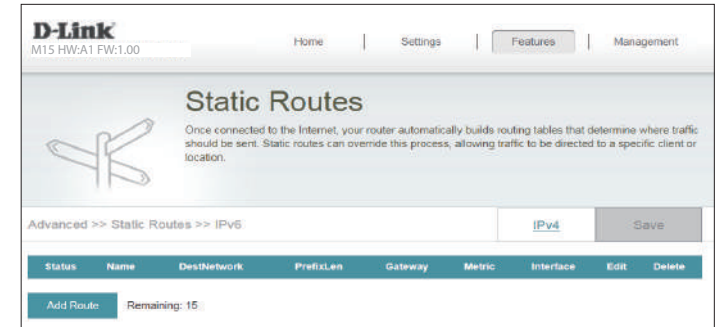 D-Link
M15 HW:A1 FW:1.00
Home | Settings | Features | Management
Static Routes
Once connected to the Internet, your router automatically builds routing tables that determine where traffic
should be sent. Static routes can override this process, allowing traffic to be directed to a specific client or
location.
Advanced >> Static Routes >> IPv6
IPv4
Save
Status Name DestNetwork PrefixLen Gateway Metric Interface Edit Delete
Add Route Remaining: 15